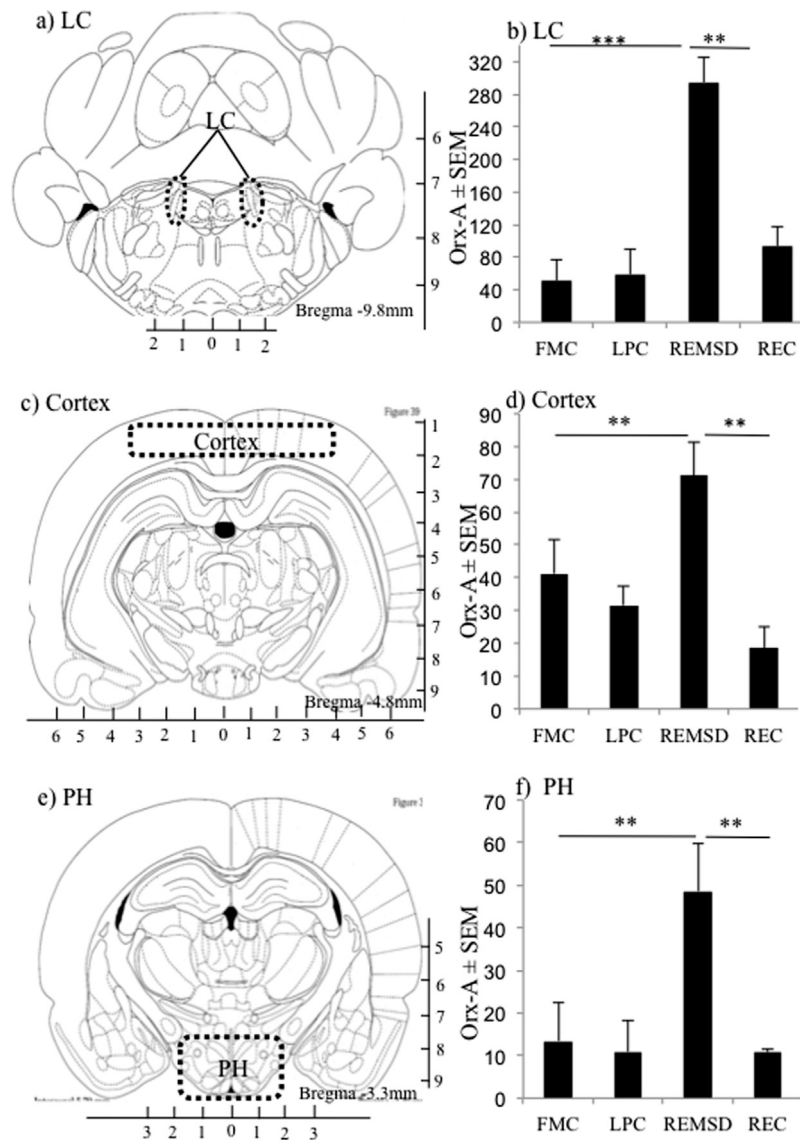 a) LC
LC
6
7
8
9
Bregma -9.8mm
2 1 0 1 2
b) LC
*** **
Orx-A ± SEM
320
280
240
200
160
120
80
40
0
FMC LPC REMSD REC
c) Cortex
Figure 39
Cortex
1
2
3
4
5
6
7
8
9
Bregma -4.8mm
6 5 4 3 2 1 0 1 2 3 4 5 6
d) Cortex
** **
Orx-A ± SEM
90
80
70
60
50
40
30
20
10
0
FMC LPC REMSD REC
e) PH
Figure 3
PH
5
6
7
8
9
Bregma -3.3mm
3 2 1 0 1 2 3
f) PH
** **
Orx-A ± SEM
70
60
50
40
30
20
10
0
FMC LPC REMSD REC